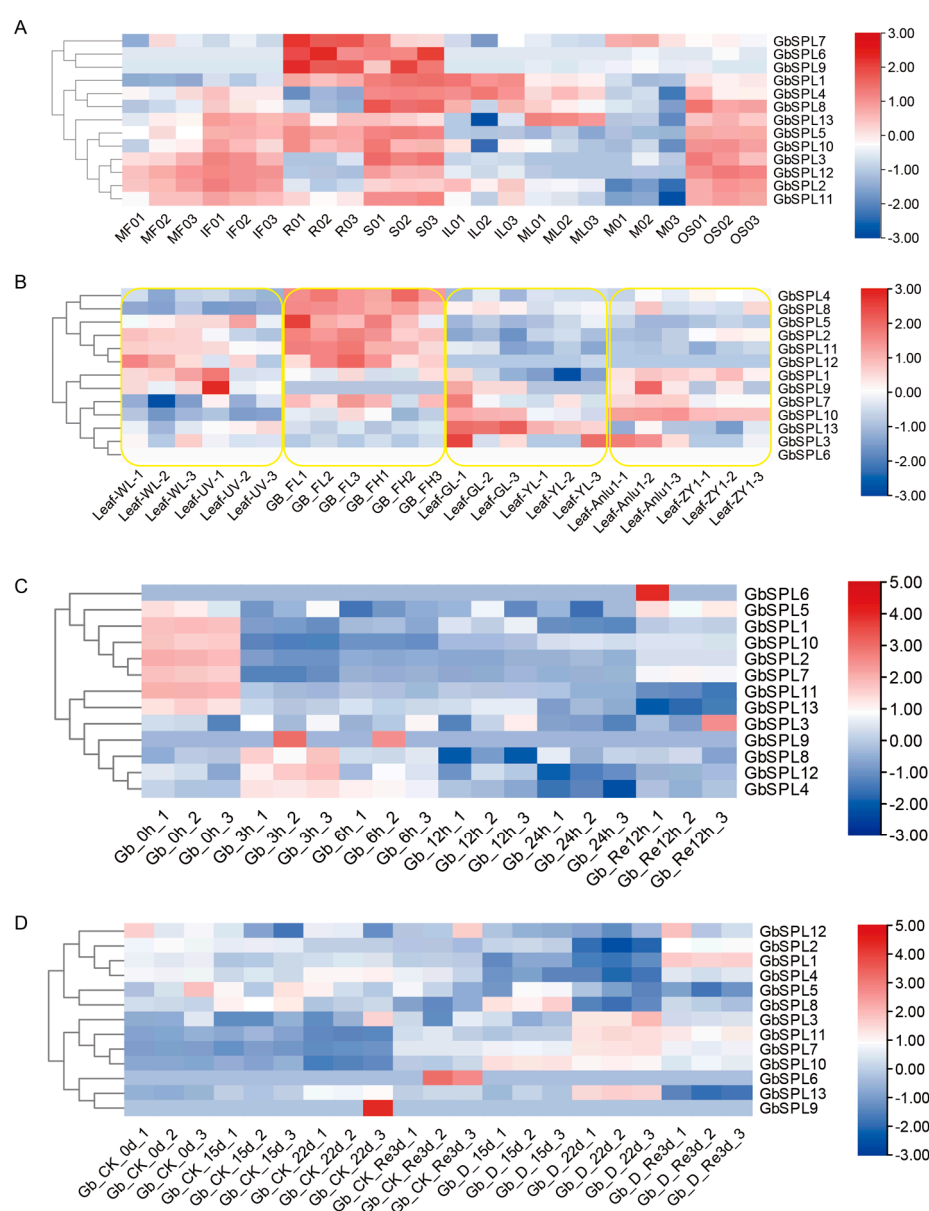 A
GbSPL7
GbSPL6
GbSPL9
GbSPL1
GbSPL4
GbSPL8
GbSPL13
GbSPL5
GbSPL10
GbSPL3
GbSPL12
GbSPL2
GbSPL11
3.00
2.00
1.00
0.00
-1.00
-2.00
-3.00
MF01
MF02
MF03
IF01
IF02
IF03
R01
R02
R03
S01
S02
S03
IL01
IL02
IL03
ML01
ML02
ML03
M01
M02
M03
OS01
OS02
OS03
B
GbSPL4
GbSPL8
GbSPL5
GbSPL2
GbSPL11
GbSPL12
GbSPL1
GbSPL9
GbSPL7
GbSPL10
GbSPL13
GbSPL3
GbSPL6
3.00
2.00
1.00
0.00
-1.00
-2.00
-3.00
Leaf-WL-1
Leaf-WL-2
Leaf-WL-3
Leaf-UV-1
Leaf-UV-2
Leaf-UV-3
GB_FL1
GB_FL2
GB_FL3
GB_FH1
GB_FH2
GB_FH3
Leaf-GL-1
Leaf-GL-2
Leaf-GL-3
Leaf-YL-1
Leaf-YL-2
Leaf-YL-3
Leaf-Anlu1-1
Leaf-Anlu1-2
Leaf-Anlu1-3
Leaf-ZY1-1
Leaf-ZY1-2
Leaf-ZY1-3
C
GbSPL6
GbSPL5
GbSPL1
GbSPL10
GbSPL2
GbSPL7
GbSPL11
GbSPL13
GbSPL3
GbSPL9
GbSPL8
GbSPL12
GbSPL4
5.00
4.00
3.00
2.00
1.00
0.00
-1.00
-2.00
-3.00
Gb_0h_1
Gb_0h_2
Gb_0h_3
Gb_3h_1
Gb_3h_2
Gb_3h_3
Gb_6h_1
Gb_6h_2
Gb_6h_3
Gb_12h_1
Gb_12h_2
Gb_12h_3
Gb_24h_1
Gb_24h_2
Gb_24h_3
Gb_Re12h_1
Gb_Re12h_2
Gb_Re12h_3
D
GbSPL12
GbSPL2
GbSPL1
GbSPL4
GbSPL5
GbSPL8
GbSPL3
GbSPL11
GbSPL7
GbSPL10
GbSPL6
GbSPL13
GbSPL9
5.00
4.00
3.00
2.00
1.00
0.00
-1.00
-2.00
-3.00
Gb_CK_0d_1
Gb_CK_0d_2
Gb_CK_0d_3
Gb_CK_15d_1
Gb_CK_15d_2
Gb_CK_15d_3
Gb_CK_22d_1
Gb_CK_22d_2
Gb_CK_22d_3
Gb_CK_Re3d_1
Gb_CK_Re3d_2
Gb_CK_Re3d_3
Gb_D_15d_1
Gb_D_15d_2
Gb_D_15d_3
Gb_D_22d_1
Gb_D_22d_2
Gb_D_22d_3
Gb_D_Re3d_1
Gb_D_Re3d_2
Gb_D_Re3d_3